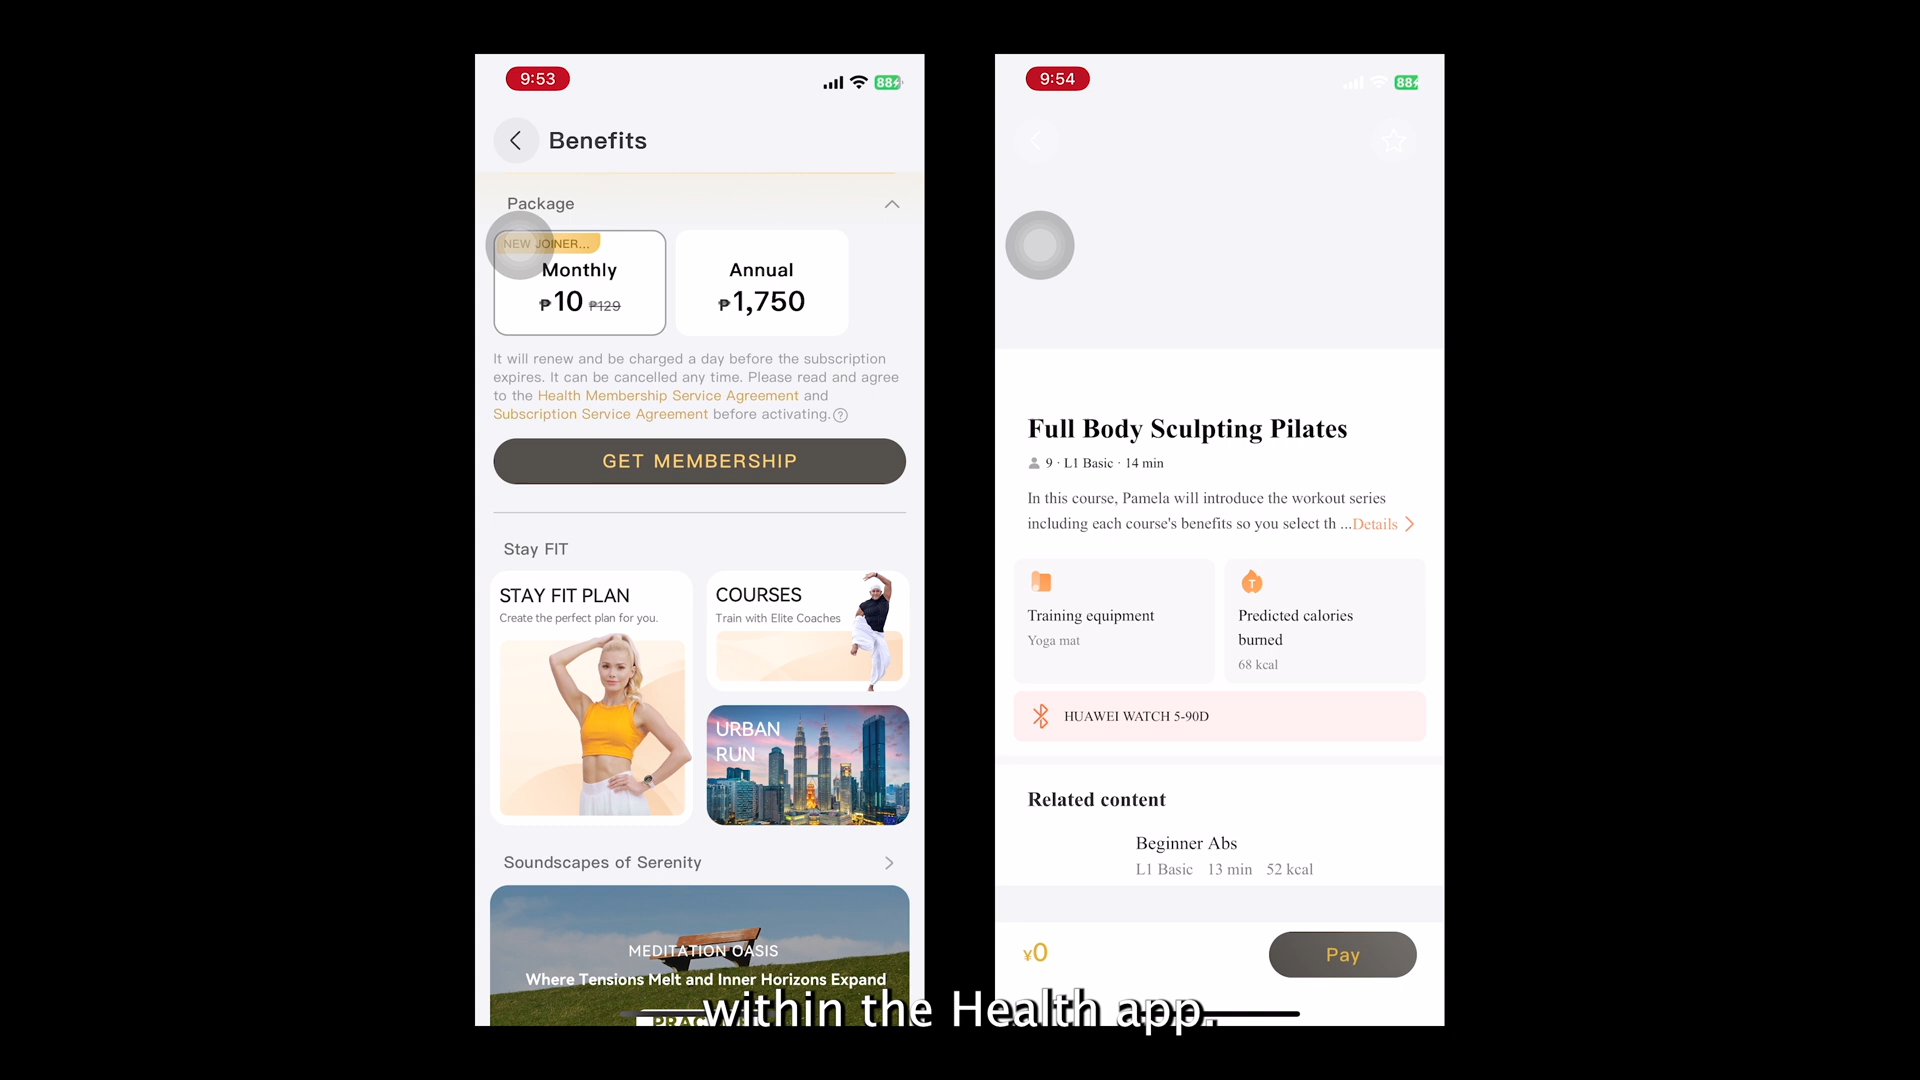 9:53
88
Benefits
Package
NEW JOINER...
Monthly
₱10 ₱129
Annual
₱1,750
It will renew and be charged a day before the subscription
expires. It can be cancelled any time. Please read and agree
to the Health Membership Service Agreement and
Subscription Service Agreement before activating.
GET MEMBERSHIP
Stay FIT
STAY FIT PLAN
Create the perfect plan for you.
COURSES
Train with Elite Coaches
URBAN
RUN
Soundscapes of Serenity
MEDITATION OASIS
Where Tensions Melt and Inner Horizons Expand
9:54
88
Full Body Sculpting Pilates
9 · L1 Basic · 14 min
In this course, Pamela will introduce the workout series
including each course's benefits so you select th ...Details
Training equipment
Yoga mat
Predicted calories
burned
68 kcal
HUAWEI WATCH 5-90D
Related content
Beginner Abs
L1 Basic 13 min 52 kcal
¥0
Pay
within the Health app.